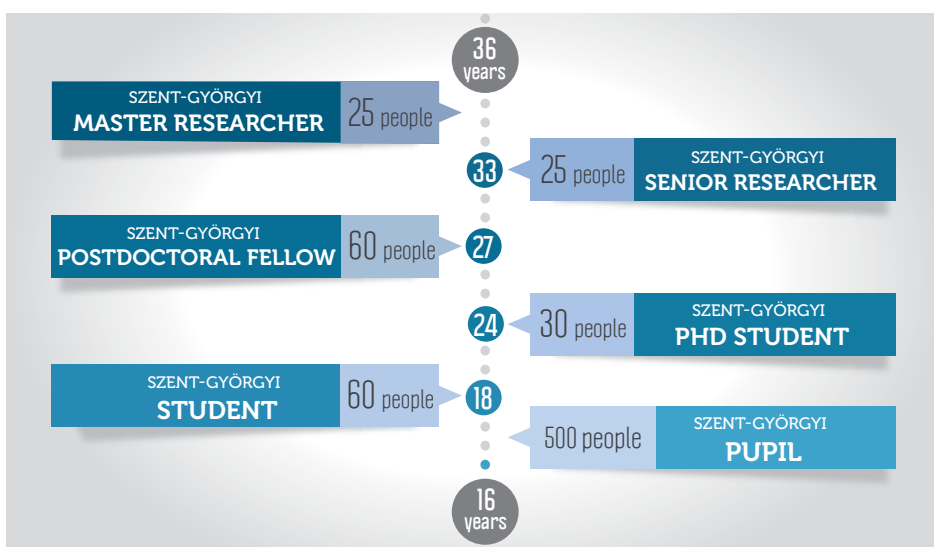 36
years
SZENT-GYÖRGYI
MASTER RESEARCHER
25 people
33
25 people
SZENT-GYÖRGYI
SENIOR RESEARCHER
SZENT-GYÖRGYI
POSTDOCTORAL FELLOW
60 people
27
24
30 people
SZENT-GYÖRGYI
PHD STUDENT
SZENT-GYÖRGYI
STUDENT
60 people
18
500 people
SZENT-GYÖRGYI
PUPIL
16
years